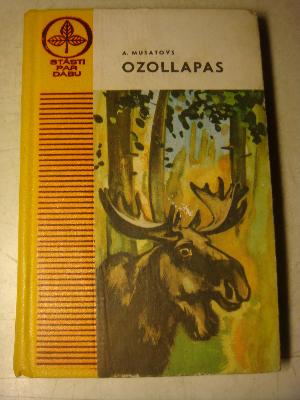 STĀSTI
PAR
DABU
A. MUSATOVS
OZOLLAPAS